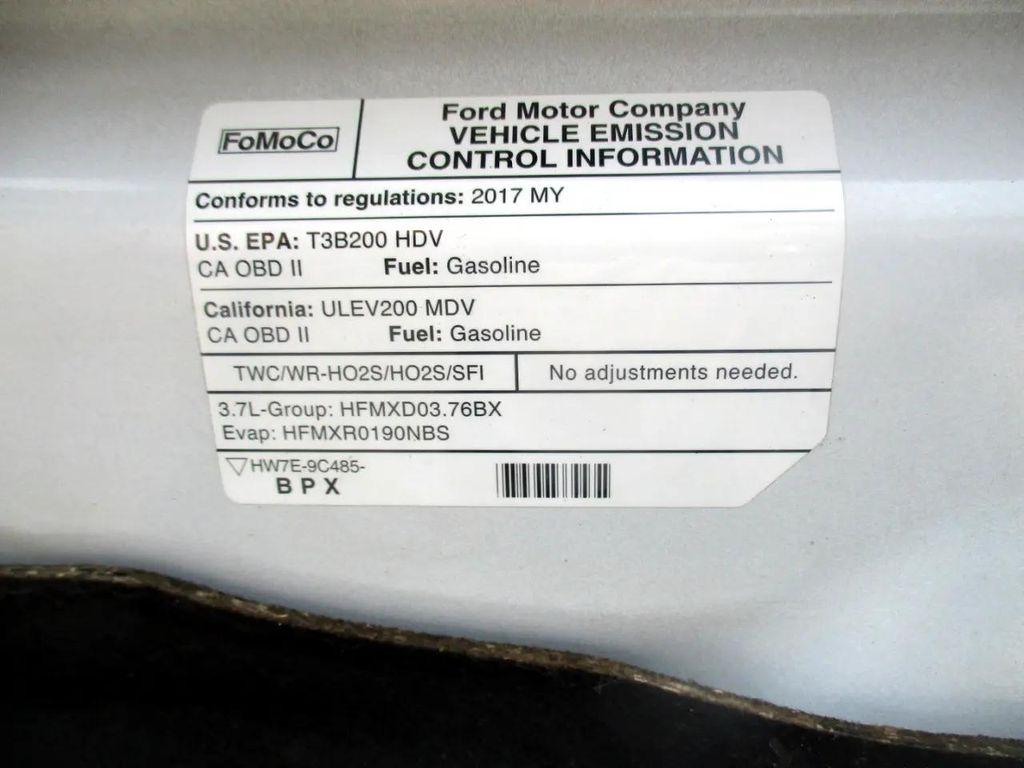 FoMoCo
Ford Motor Company
VEHICLE EMISSION
CONTROL INFORMATION
Conforms to regulations: 2017 MY
U.S. EPA: T3B200 HDV
CA OBD II Fuel: Gasoline
California: ULEV200 MDV
CA OBD II Fuel: Gasoline
TWC/WR-HO2S/HO2S/SFI No adjustments needed.
3.7L-Group: HFMXD03.76BX
Evap: HFMXR0190NBS
HW7E-9C485-
B P X